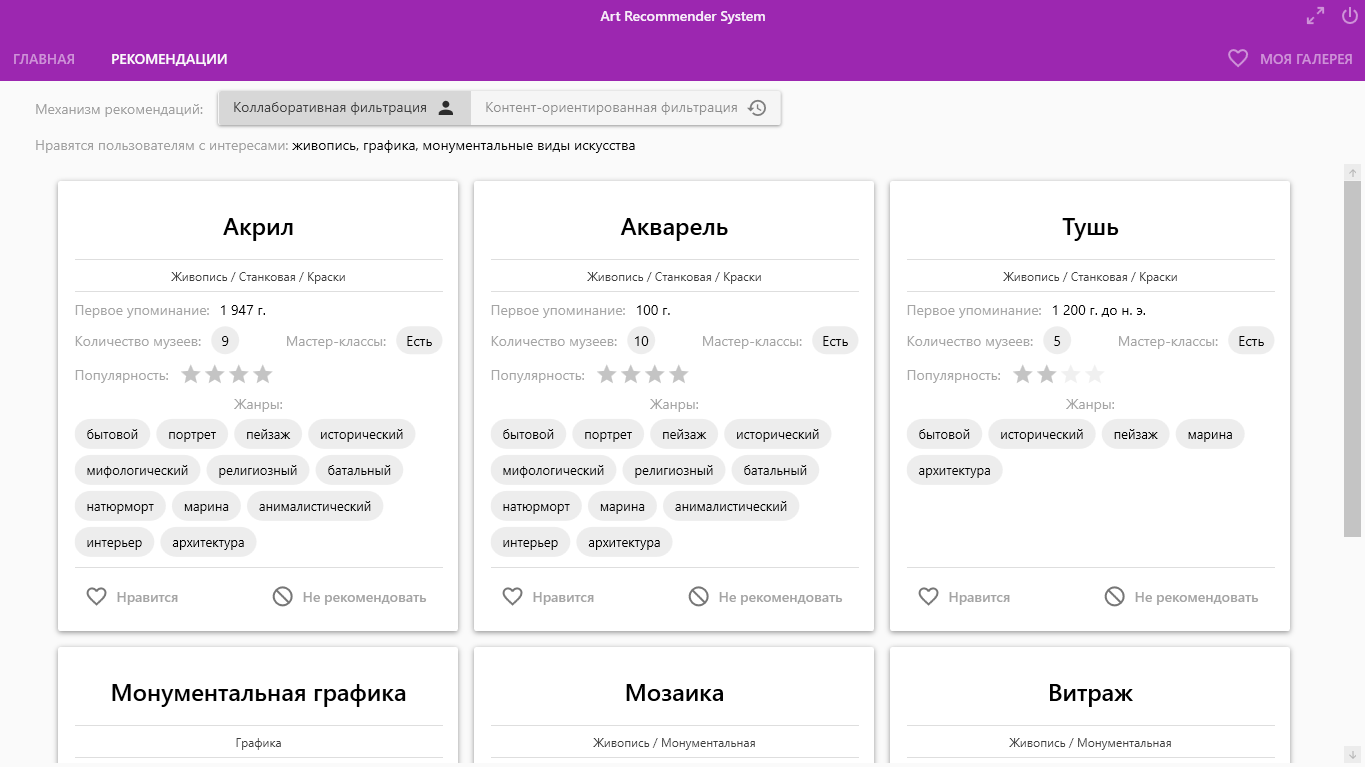 Art Recommender System
ГЛАВНАЯ РЕКОМЕНДАЦИИ МОЯ ГАЛЕРЕЯ
Механизм рекомендаций: Коллаборативная фильтрация Контент-ориентированная фильтрация
Нравятся пользователям с интересами: живопись, графика, монументальные виды искусства
Акрил
Живопись / Станковая / Краски
Первое упоминание: 1 947 г.
Количество музеев: 9 Мастер-классы: Есть
Популярность:
Жанры:
бытовой портрет пейзаж исторический
мифологический религиозный батальный
натюрморт марина анималистический
интерьер архитектура
Нравится Не рекомендовать
Акварель
Живопись / Станковая / Краски
Первое упоминание: 100 г.
Количество музеев: 10 Мастер-классы: Есть
Популярность:
Жанры:
бытовой портрет пейзаж исторический
мифологический религиозный батальный
натюрморт марина анималистический
интерьер архитектура
Нравится Не рекомендовать
Тушь
Живопись / Станковая / Краски
Первое упоминание: 1 200 г. до н. э.
Количество музеев: 5 Мастер-классы: Есть
Популярность:
Жанры:
бытовой исторический пейзаж марина
архитектура
Нравится Не рекомендовать
Монументальная графика
Графика
Мозаика
Живопись / Монументальная
Витраж
Живопись / Монументальная